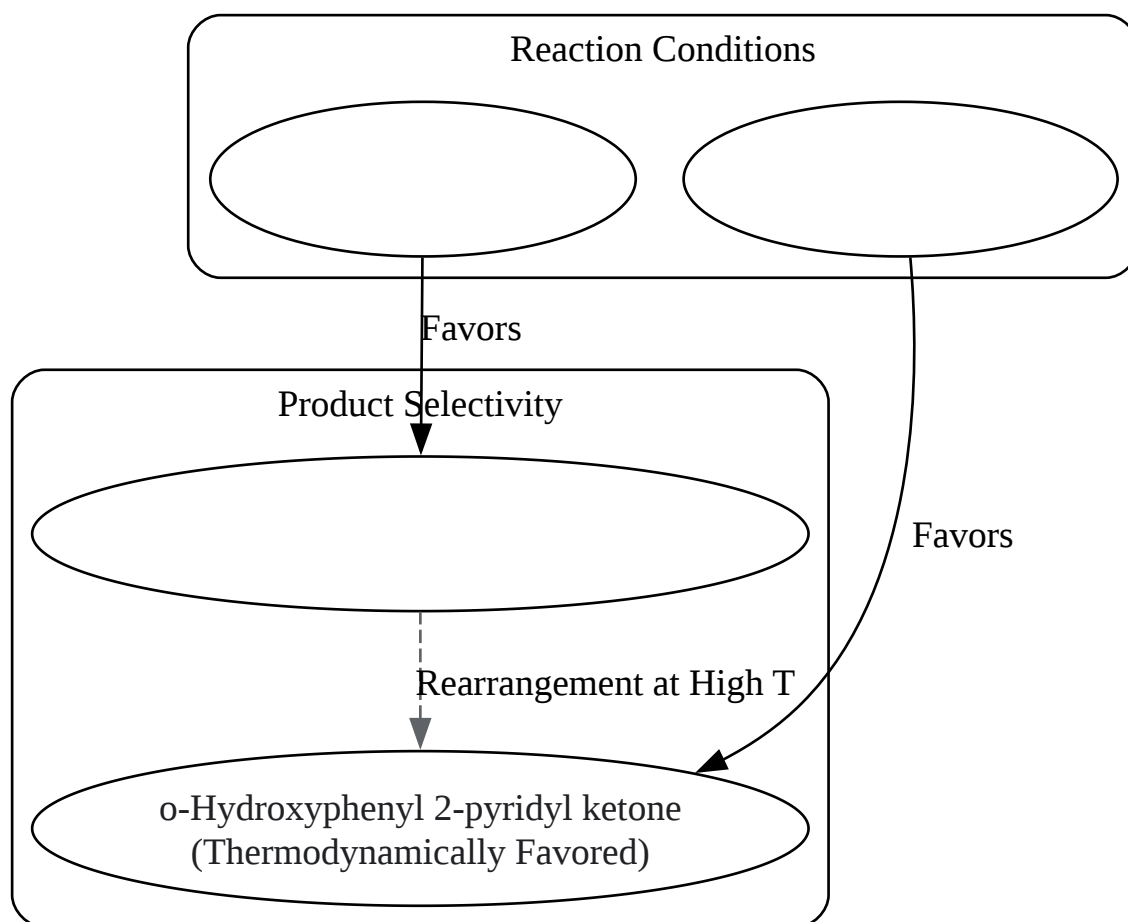 Reaction Conditions
Favors
Product Selectivity
Favors
Rearrangement at High T
o-Hydroxyphenyl 2-pyridyl ketone
(Thermodynamically Favored)